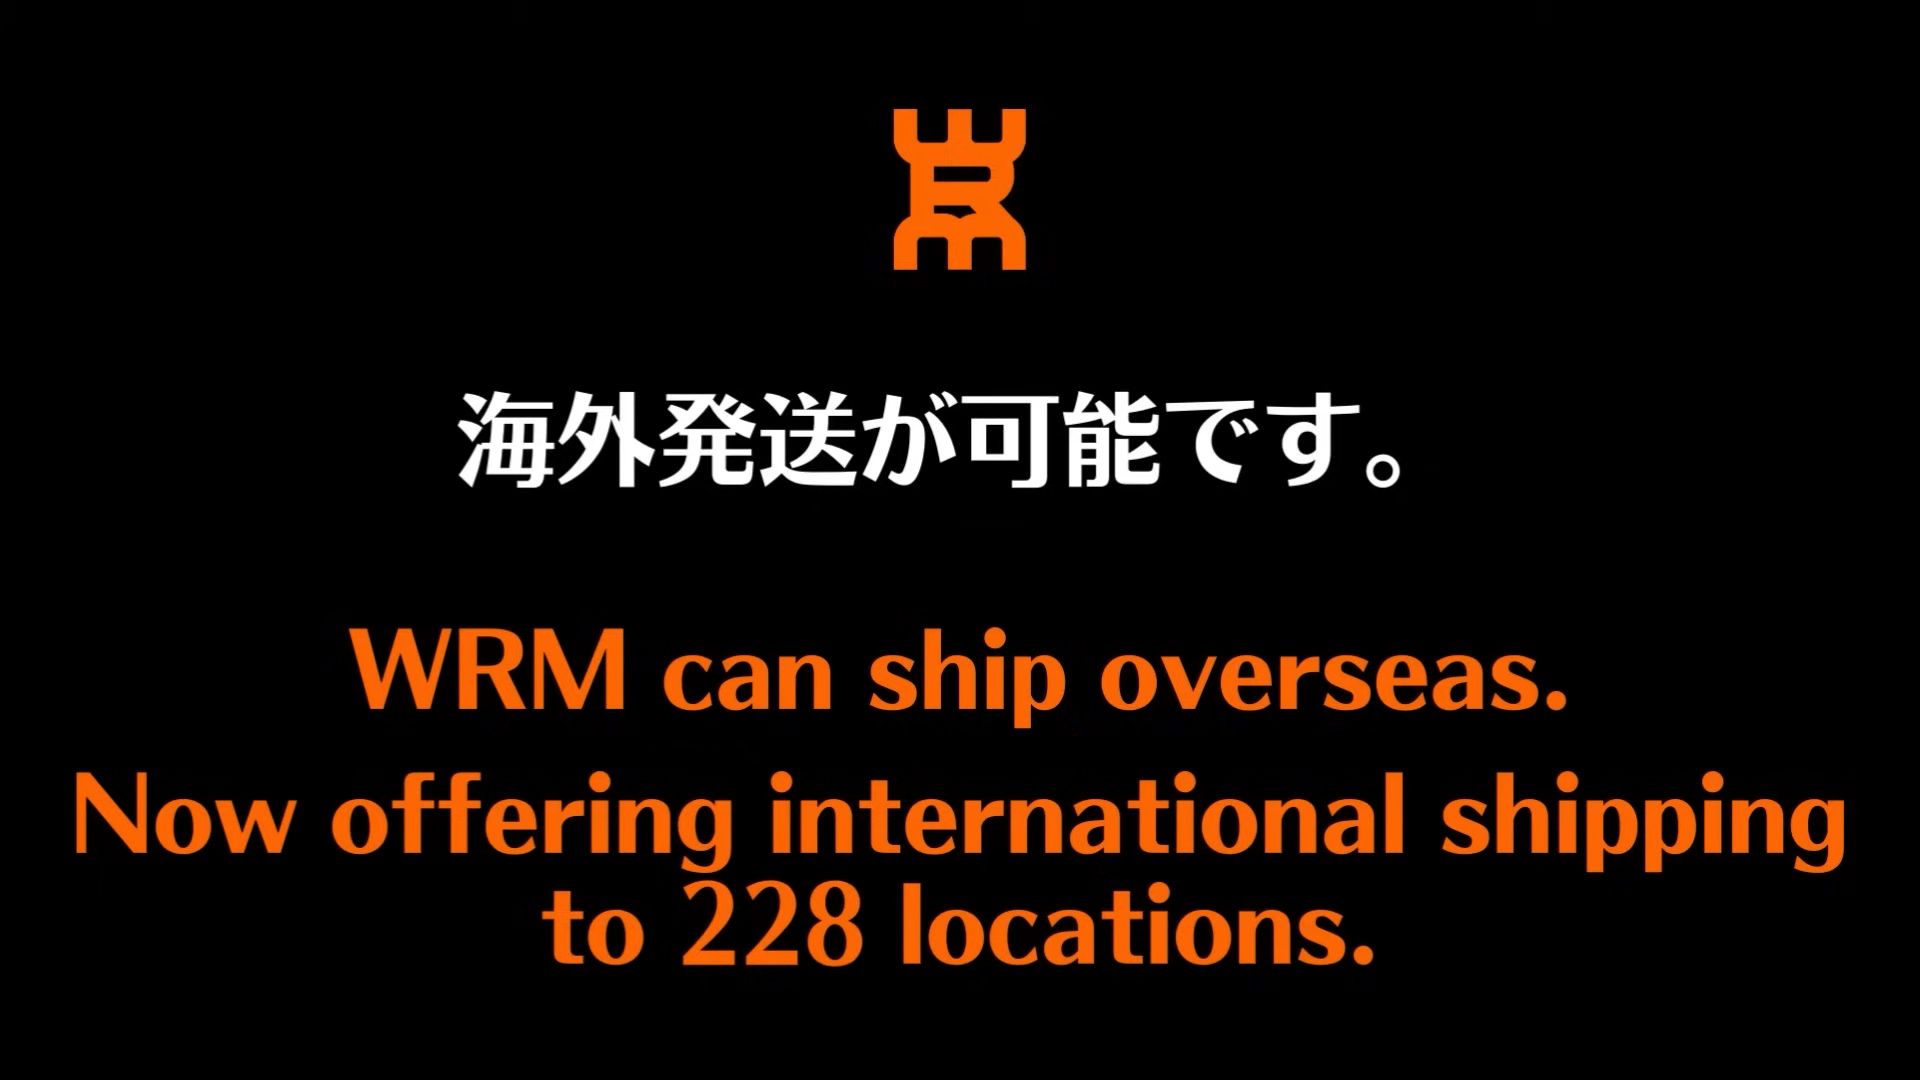 海外発送が可能です。
WRM can ship overseas.
Now offering international shipping
to 228 locations.